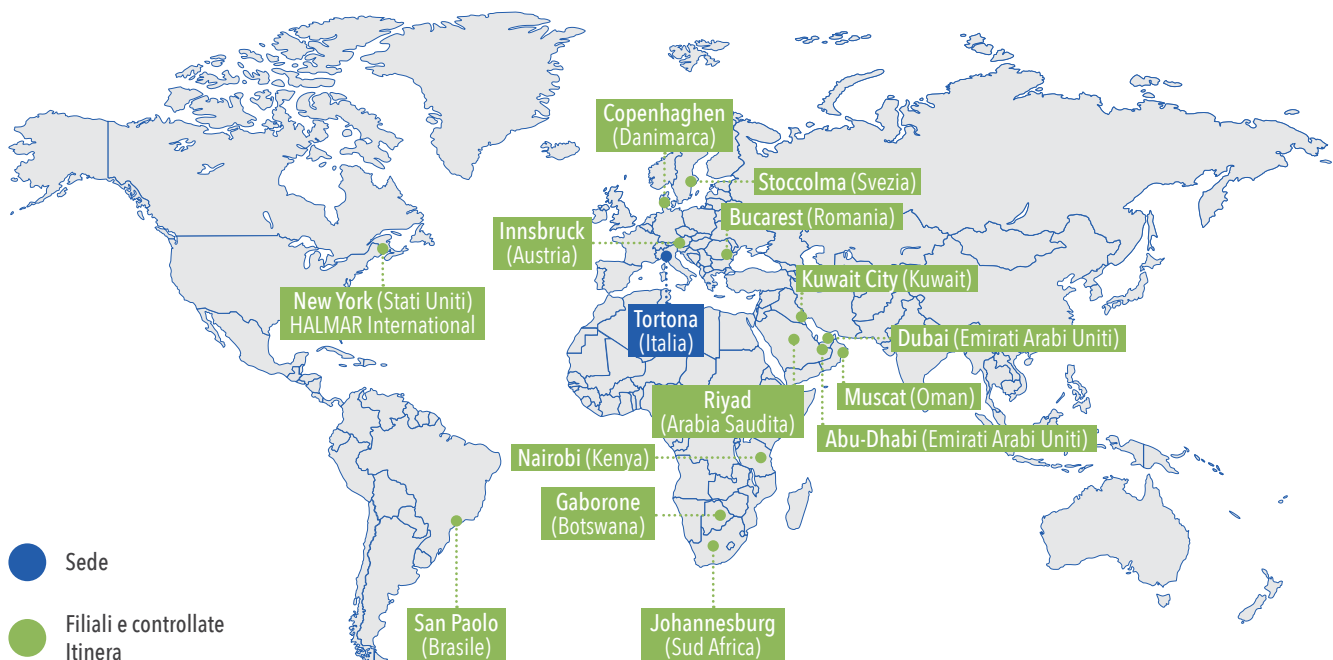 Copenhaghen
(Danimarca)
Stoccolma (Svezia)
Bucarest (Romania)
Innsbruck
(Austria)
Kuwait City (Kuwait)
New York (Stati Uniti)
HALMAR International
Tortona
(Italia)
Dubai (Emirati Arabi Uniti)
Muscat (Oman)
Riyad
(Arabia Saudita)
Abu-Dhabi (Emirati Arabi Uniti)
Nairobi (Kenya)
Gaborone
(Botswana)
Sede
Filiali e controllate
Itinera
San Paolo
(Brasile)
Johannesburg
(Sud Africa)